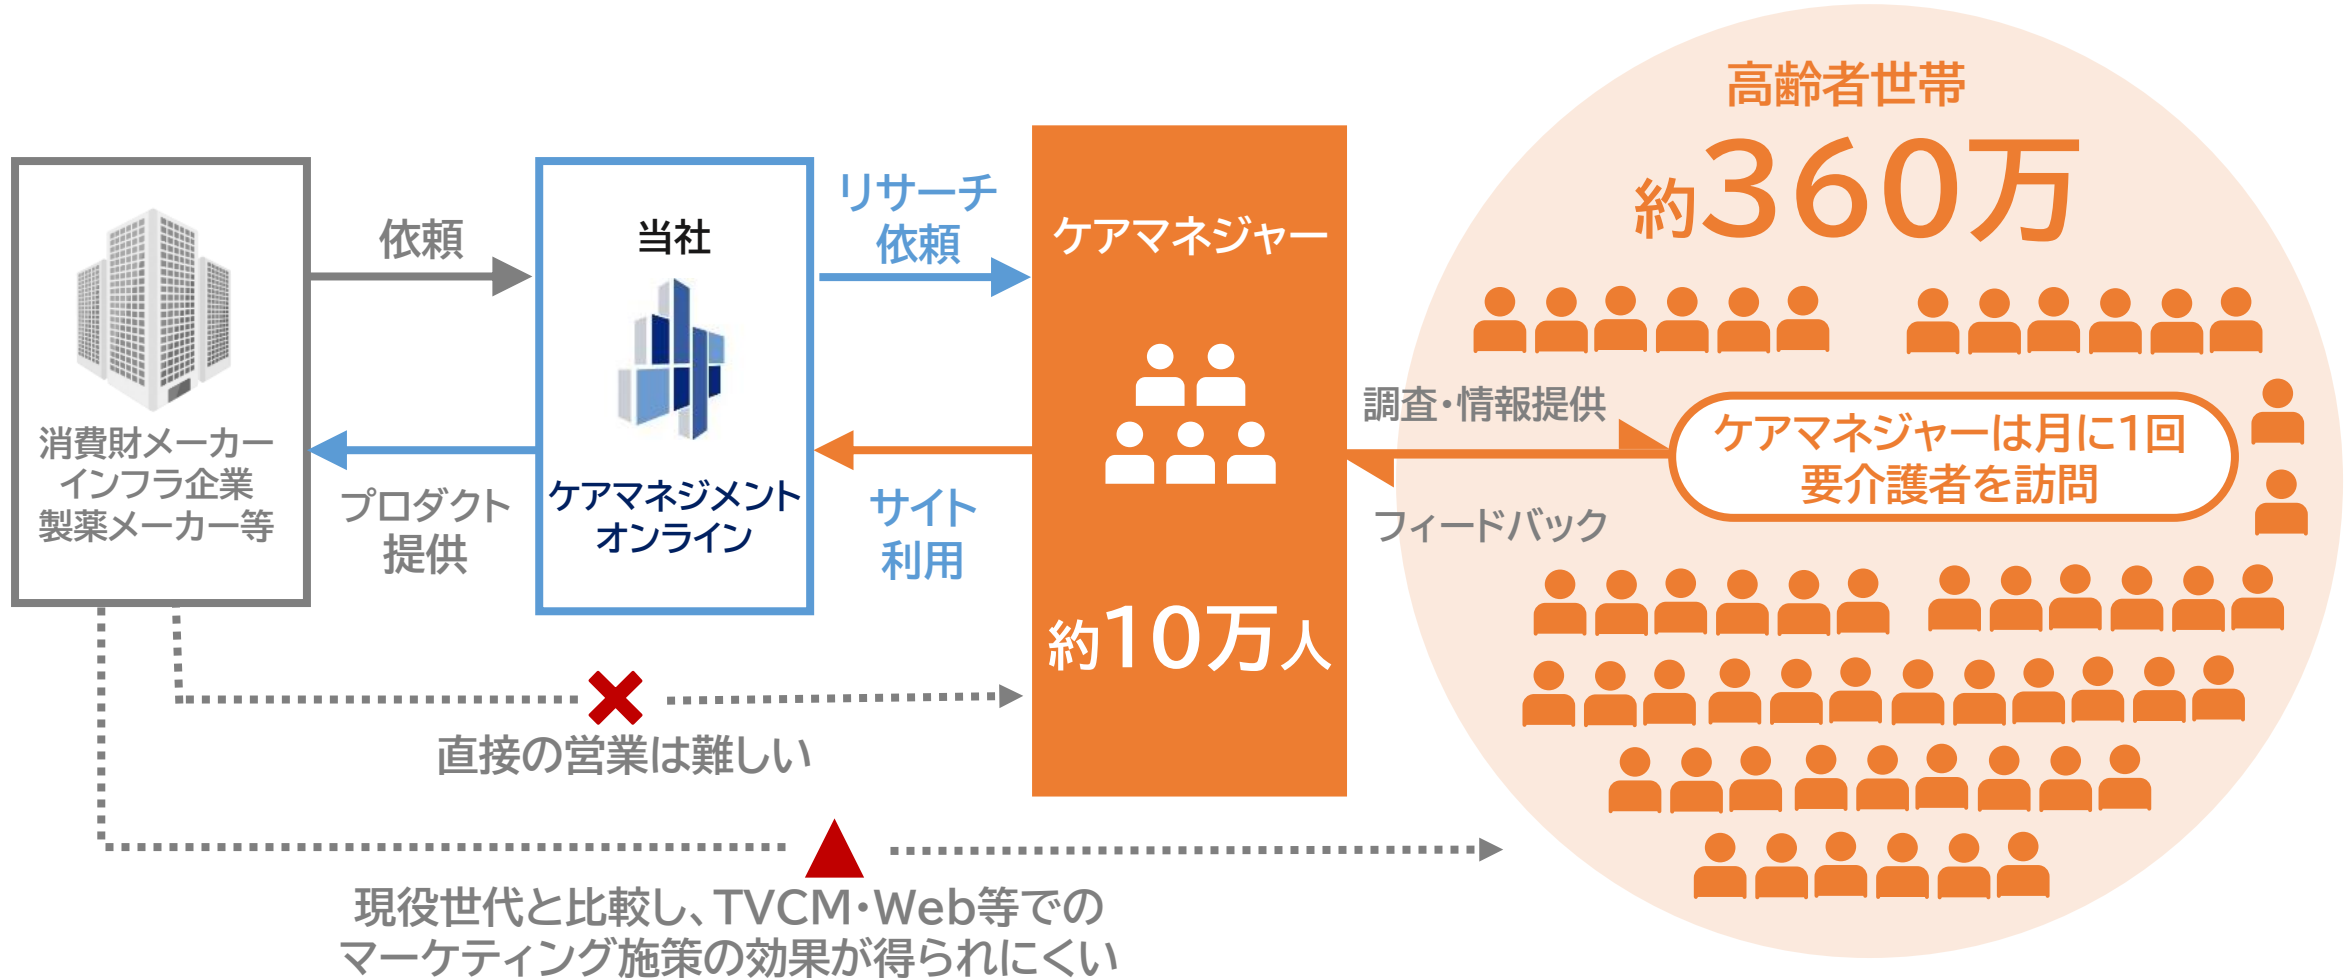 高齢者世帯
約360万
依頼
当社
リサーチ
依頼
ケアマネジャー
消費財メーカー
インフラ企業
製薬メーカー等
プロダクト
提供
ケアマネジメント
オンライン
サイト
利用
調査・情報提供
フィードバック
ケアマネジャーは月に1回
要介護者を訪問
約10万人
直接の営業は難しい
現役世代と比較し、TVCM・Web等での
マーケティング施策の効果が得られにくい